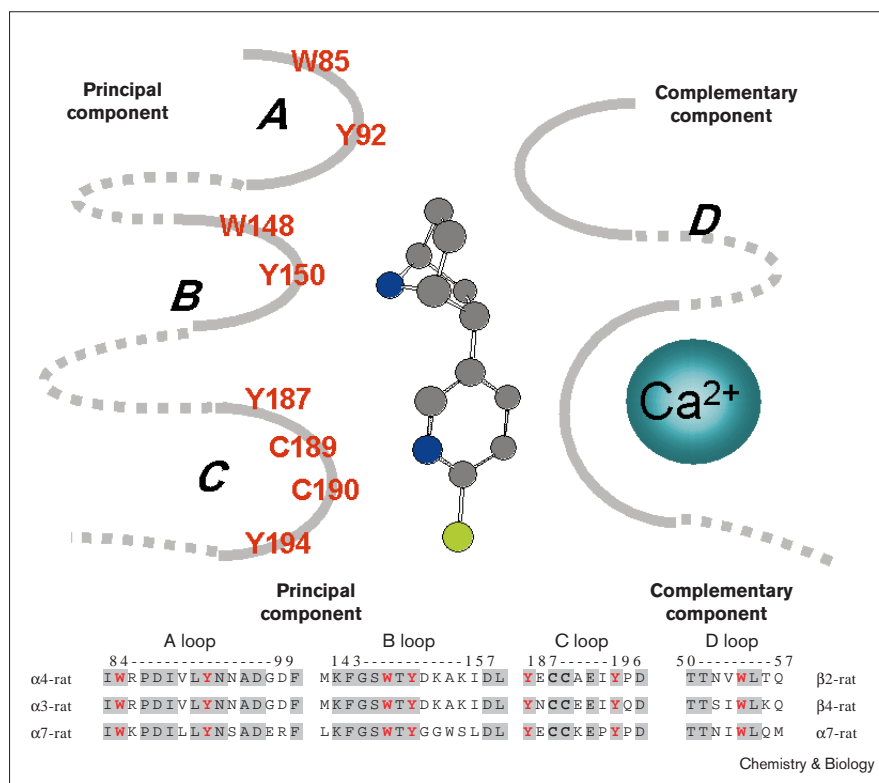 W85
Principal component
Complementary component
A
Y92
W148
D
Y150
B
Y187
Ca2+
C189
C
C190
Y194
Principal component
Complementary component
A loop B loop C loop D loop
84-----------------99 143-----------157 187------196 50------57
α4-rat IWRPDIVLYNNADGDF MKFGSWTYDKAKIDL YECCAEIYPD TTNVWLTQ β2-rat
α3-rat IWKPDIVLYNNADGDF MKFGSWTYDKAKIDL YNCCEEIYQD TTSIWLKQ β4-rat
α7-rat IWKPDILLYNSADERF LKFGSWTYGGWSLDL YECCKEPYPD TTNIWLQM α7-rat
Chemistry & Biology